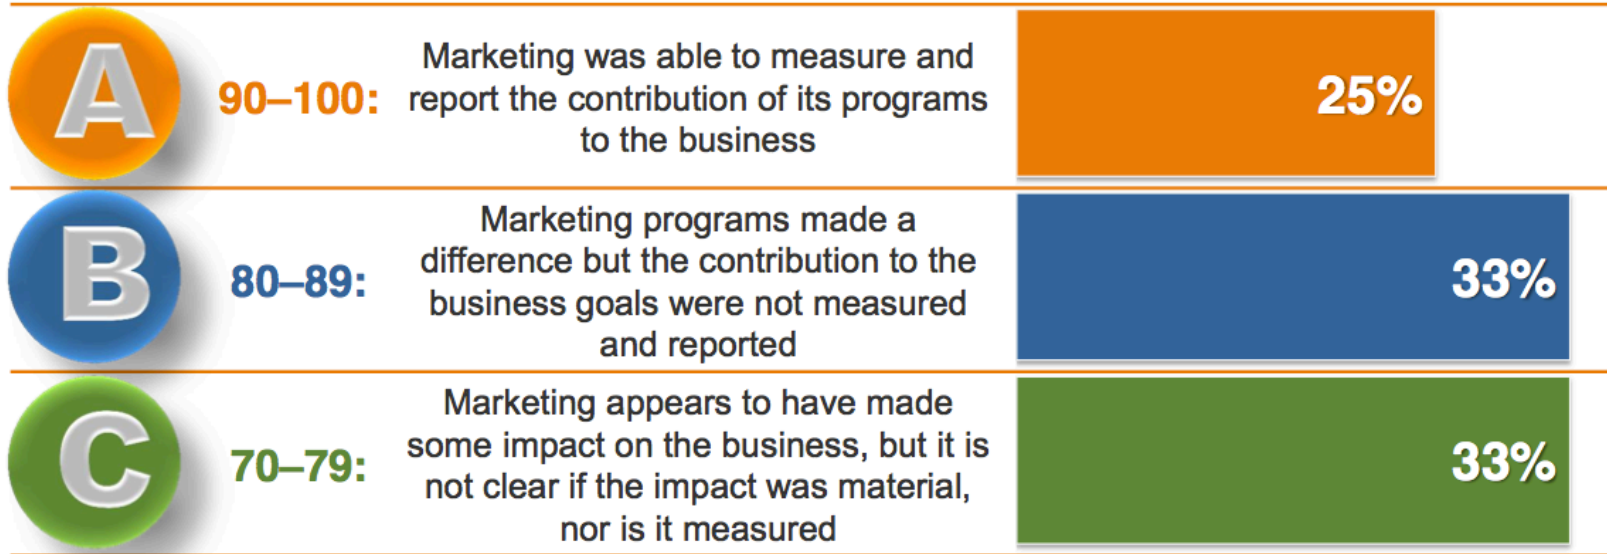 A
90–100:
Marketing was able to measure and
report the contribution of its programs
to the business
25%
B
80–89:
Marketing programs made a
difference but the contribution to the
business goals were not measured
and reported
33%
C
70–79:
Marketing appears to have made
some impact on the business, but it is
not clear if the impact was material,
nor is it measured
33%